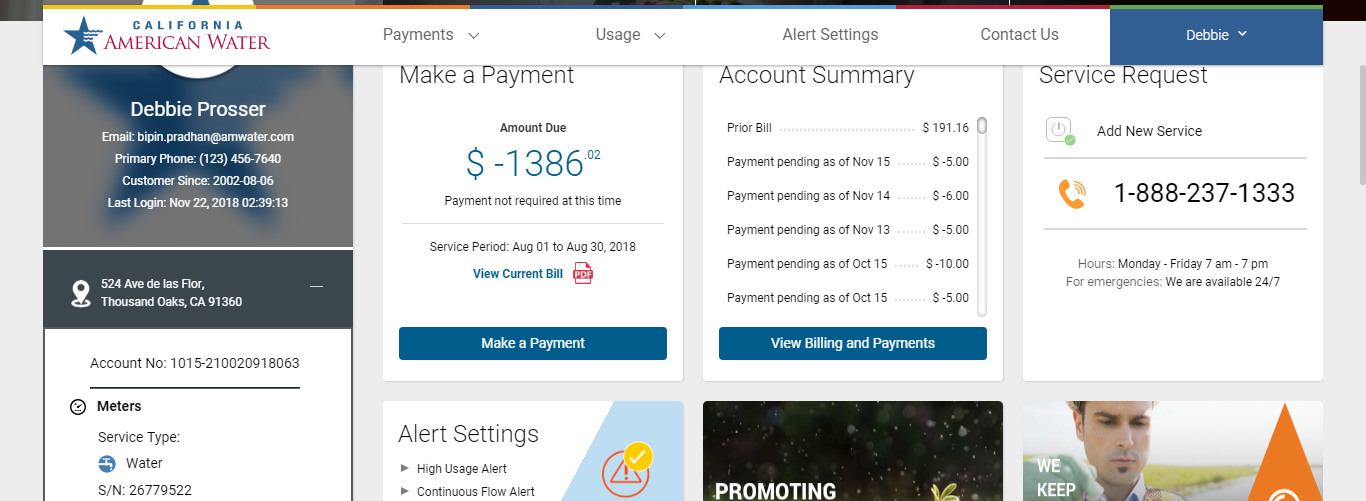 CALIFORNIA
AMERICAN WATER
Payments
Usage
Alert Settings
Contact Us
Debbie
Debbie Prosser
Email: bipin.pradhan@amwater.com
Primary Phone: (123) 456-7640
Customer Since: 2002-08-06
Last Login: Nov 22, 2018 02:39:13
524 Ave de las Flor,
Thousand Oaks, CA 91360
Account No: 1015-210020918063
Meters
Service Type:
Water
S/N: 26779522
Make a Payment
Amount Due
$ -1386.02
Payment not required at this time
Service Period: Aug 01 to Aug 30, 2018
View Current Bill PDF
Make a Payment
Account Summary
Prior Bill $ 191.16
Payment pending as of Nov 15 $ -5.00
Payment pending as of Nov 14 $ -6.00
Payment pending as of Nov 13 $ -5.00
Payment pending as of Oct 15 $ -10.00
Payment pending as of Oct 15 $ -5.00
View Billing and Payments
Service Request
Add New Service
1-888-237-1333
Hours: Monday - Friday 7 am - 7 pm
For emergencies: We are available 24/7
Alert Settings
High Usage Alert
Continuous Flow Alert
PROMOTING
WE
KEEP